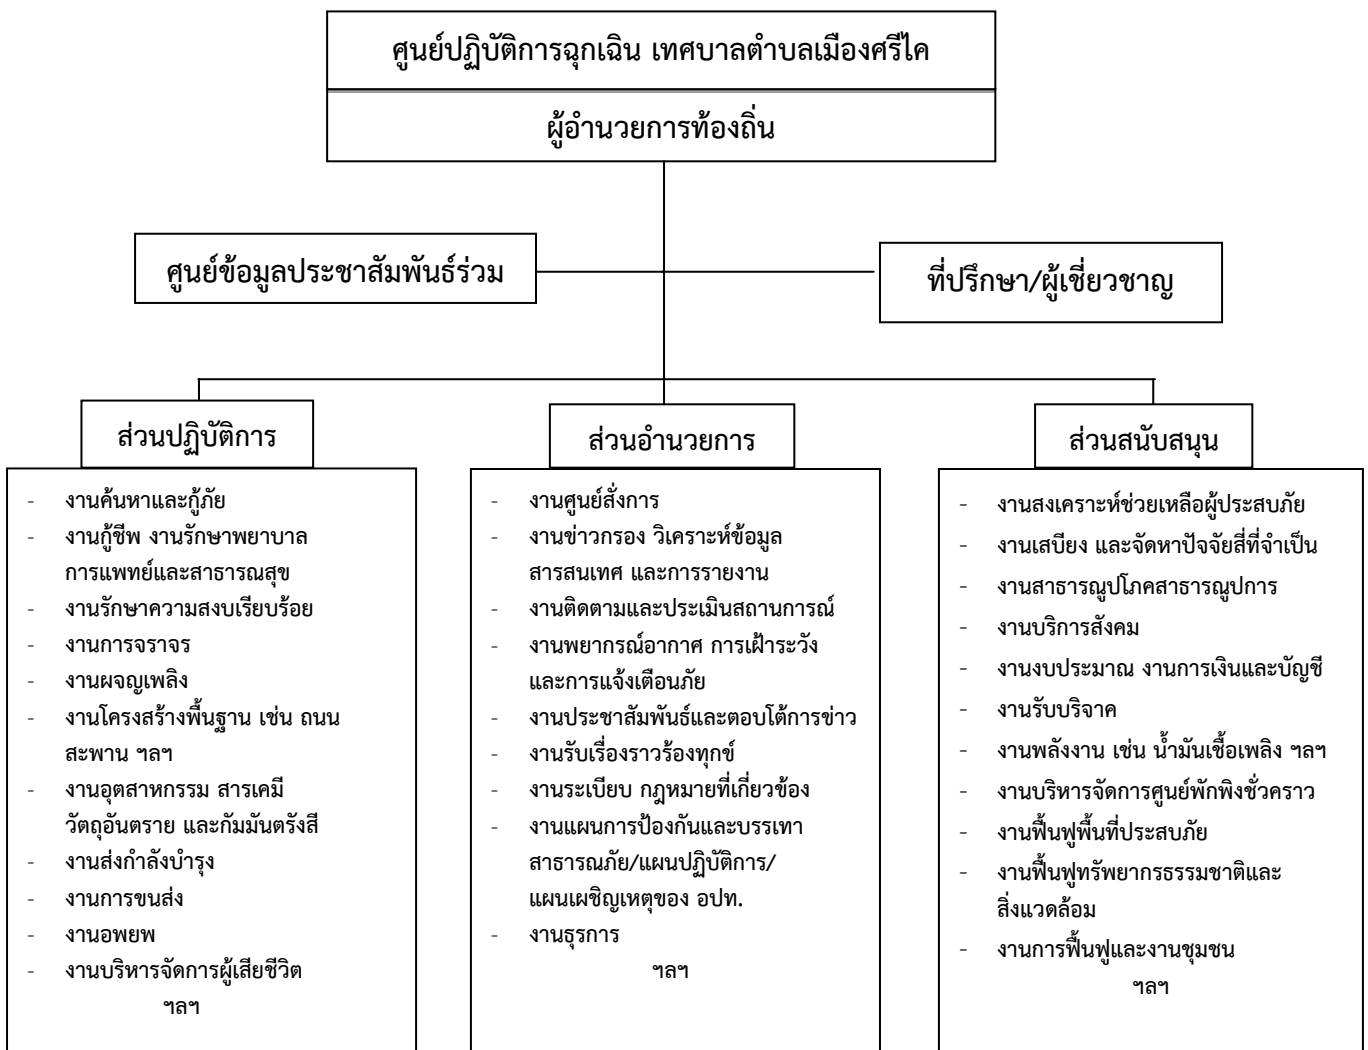 ศูนย์ปฏิบัติการฉุกเฉิน เทศบาลตำบลเมืองศรีไค
ผู้อำนวยการท้องถิ่น
ศูนย์ข้อมูลประชาสัมพันธ์ร่วม
ที่ปรึกษา/ผู้เชี่ยวชาญ
ส่วนปฏิบัติการ
- งานค้นหาและกู้ภัย
- งานกู้ชีพ งานรักษาพยาบาล
การแพทย์และสาธารณสุข
- งานรักษาความสงบเรียบร้อย
- งานการจราจร
- งานผจญเพลิง
- งานโครงสร้างพื้นฐาน เช่น ถนน
สะพาน ฯลฯ
- งานอุตสาหกรรม สารเคมี
วัตถุอันตราย และกัมมันตรังสี
- งานส่งกำลังบำรุง
- งานการขนส่ง
- งานอพยพ
- งานบริหารจัดการผู้เสียชีวิต
ฯลฯ
ส่วนอำนวยการ
- งานศูนย์สั่งการ
- งานข่าวกรอง วิเคราะห์ข้อมูล
สารสนเทศ และการรายงาน
- งานติดตามและประเมินสถานการณ์
- งานพยากรณ์อากาศ การเฝ้าระวัง
และการแจ้งเตือนภัย
- งานประชาสัมพันธ์และตอบโต้การข่าว
- งานรับเรื่องราวร้องทุกข์
- งานระเบียบ กฎหมายที่เกี่ยวข้อง
- งานแผนการป้องกันและบรรเทา
สาธารณภัย/แผนปฏิบัติการ/
แผนเผชิญเหตุของ อปท.
- งานธุรการ
ฯลฯ
ส่วนสนับสนุน
- งานสงเคราะห์ช่วยเหลือผู้ประสบภัย
- งานเสบียง และจัดหาปัจจัยสี่ที่จำเป็น
- งานสาธารณูปโภคสาธารณูปการ
- งานบริการสังคม
- งานงบประมาณ งานการเงินและบัญชี
- งานรับบริจาค
- งานพลังงาน เช่น น้ำมันเชื้อเพลิง ฯลฯ
- งานบริหารจัดการศูนย์พักพิงชั่วคราว
- งานฟื้นฟูพื้นที่ประสบภัย
- งานฟื้นฟูทรัพยากรธรรมชาติและ
สิ่งแวดล้อม
- งานการฟื้นฟูและงานชุมชน
ฯลฯ